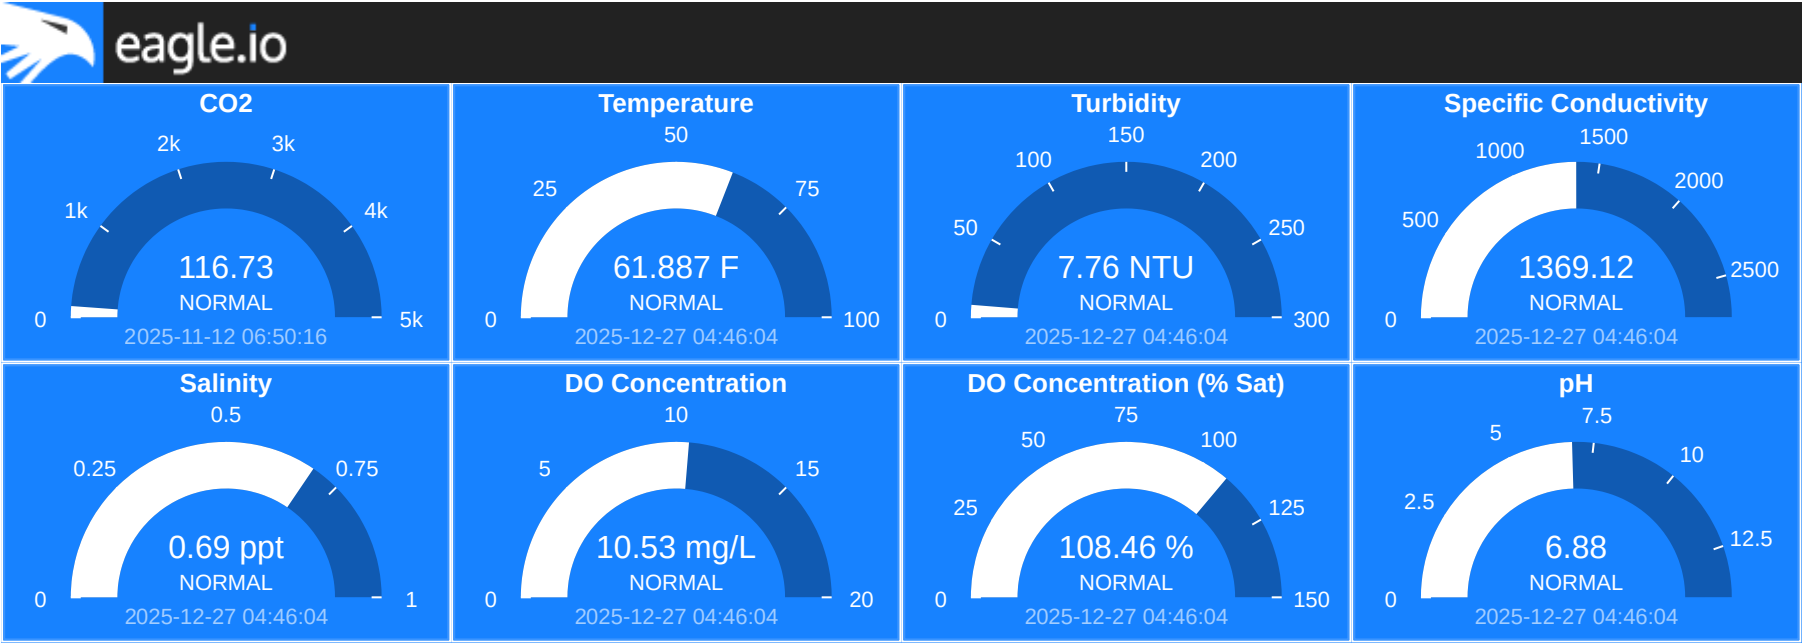 eagle.io
CO2
2k
3k
1k
4k
116.73
NORMAL
0
5k
2025-11-12 06:50:16
Temperature
50
25
75
61.887 F
NORMAL
0
100
2025-12-27 04:46:04
Turbidity
150
100
200
50
250
7.76 NTU
NORMAL
0
300
2025-12-27 04:46:04
Specific Conductivity
1500
1000
2000
500
2500
1369.12
NORMAL
0
2025-12-27 04:46:04
Salinity
0.5
0.25
0.75
0.69 ppt
NORMAL
0
1
2025-12-27 04:46:04
DO Concentration
10
5
15
10.53 mg/L
NORMAL
0
20
2025-12-27 04:46:04
DO Concentration (% Sat)
75
50
100
25
125
108.46 %
NORMAL
0
150
2025-12-27 04:46:04
pH
7.5
5
10
2.5
12.5
6.88
NORMAL
0
2025-12-27 04:46:04